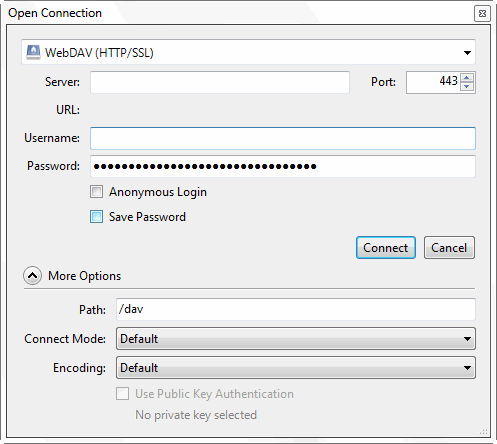 Open Connection
WebDAV (HTTP/SSL)
Server: Port: 443
URL:
Username:
Password: ●●●●●●●●●●●●●●●●●●●●●●●●●●●●●●●●
Anonymous Login
Save Password
Connect Cancel
More Options
Path: /dav
Connect Mode: Default
Encoding: Default
Use Public Key Authentication
No private key selected